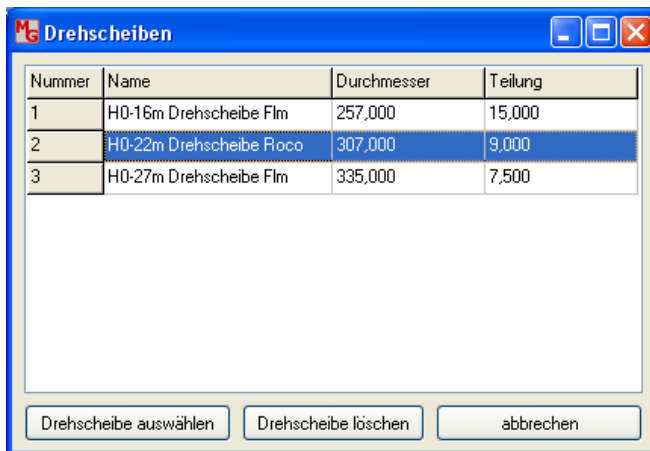 MG Drehscheiben
Nummer Name Durchmesser Teilung
1 H0-16m Drehscheibe Flm 257,000 15,000
2 H0-22m Drehscheibe Roco 307,000 9,000
3 H0-27m Drehscheibe Flm 335,000 7,500
Drehscheibe auswählen Drehscheibe löschen abbrechen